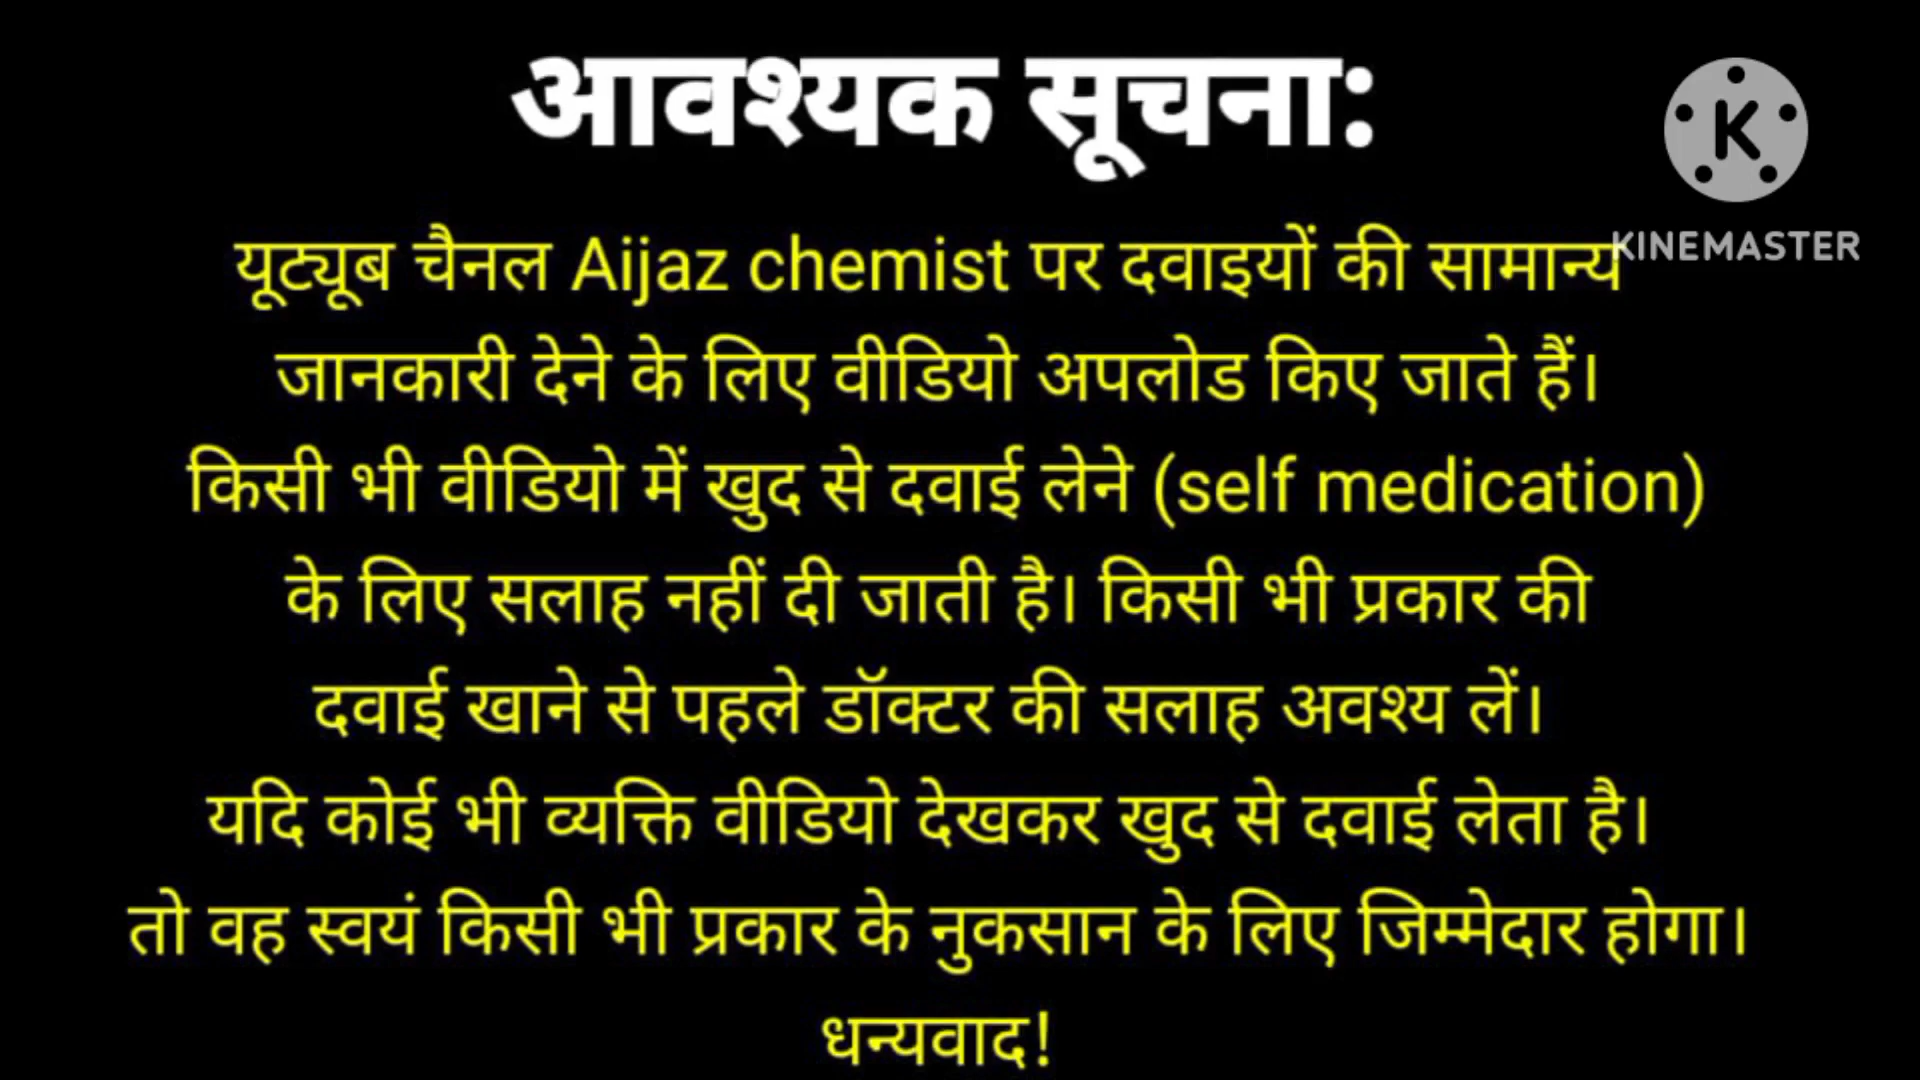 आवश्यक सूचना:
यूट्यूब चैनल Aijaz chemist पर दवाइयों की सामान्य
जानकारी देने के लिए वीडियो अपलोड किए जाते हैं।
किसी भी वीडियो में खुद से दवाई लेने (self medication)
के लिए सलाह नहीं दी जाती है। किसी भी प्रकार की
दवाई खाने से पहले डॉक्टर की सलाह अवश्य लें।
यदि कोई भी व्यक्ति वीडियो देखकर खुद से दवाई लेता है।
तो वह स्वयं किसी भी प्रकार के नुकसान के लिए जिम्मेदार होगा।
धन्यवाद!
K
KINEMASTER